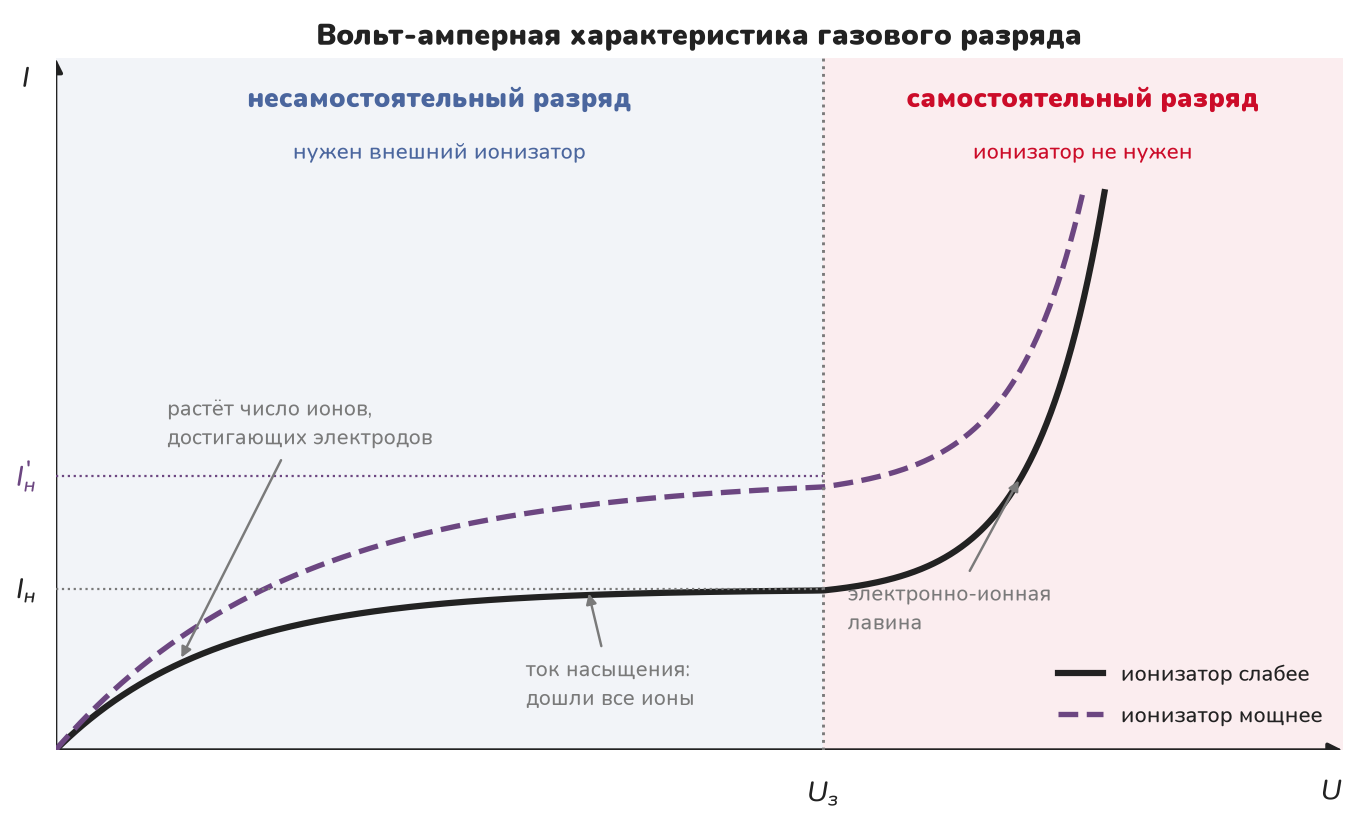 Вольт-амперная характеристика газового разряда
I
несамостоятельный разряд
самостоятельный разряд
нужен внешний ионизатор
ионизатор не нужен
растёт число ионов,
достигающих электродов
I'н
Iн
электронно-ионная
лавина
ток насыщения:
дошли все ионы
ионизатор слабее
ионизатор мощнее
Uз
U